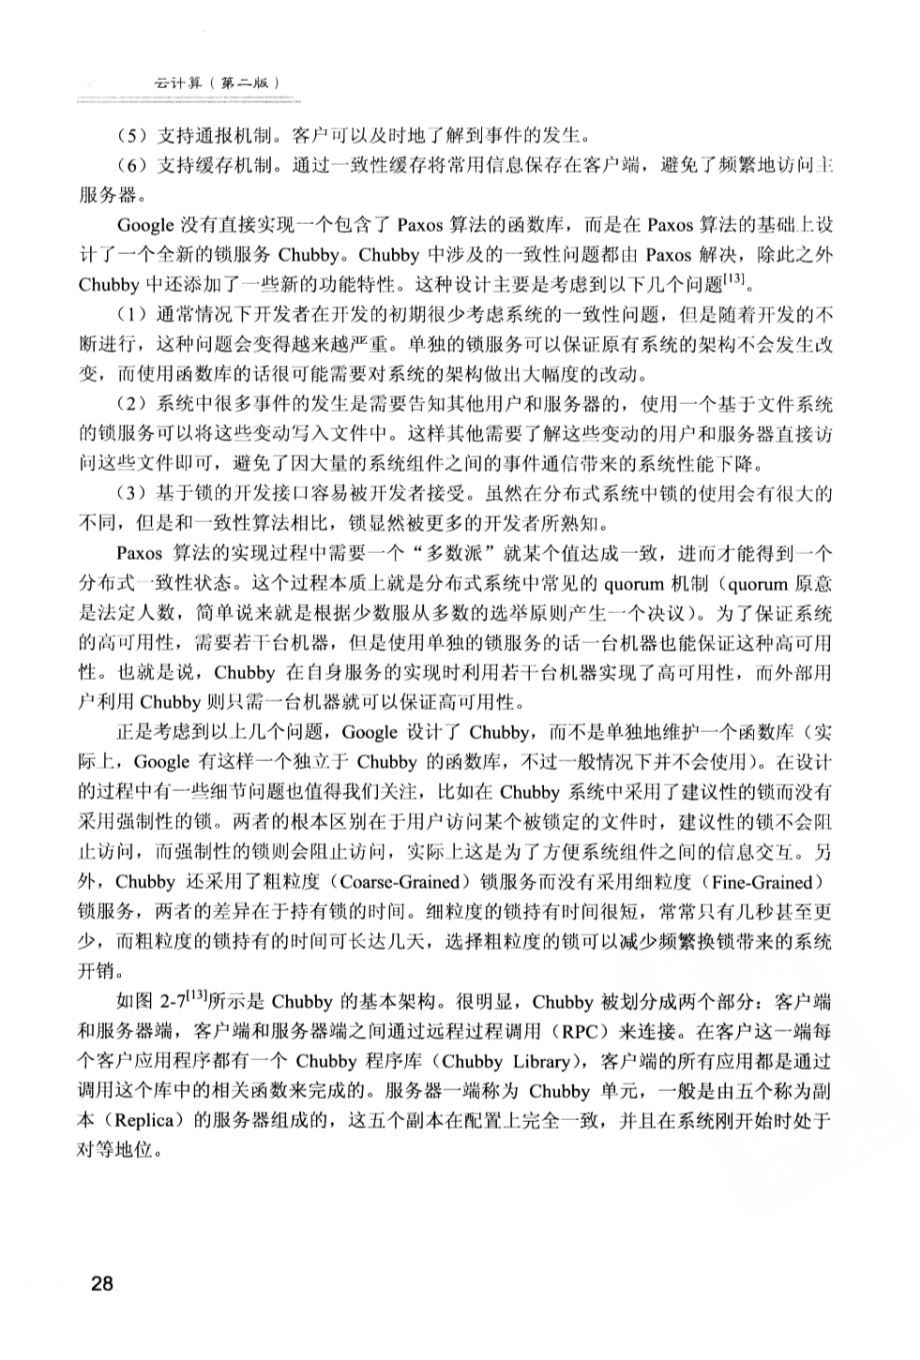 云计算（第二版）
（5）支持通报机制。客户可以及时地了解到事件的发生。
（6）支持缓存机制。通过一致性缓存将常用信息保存在客户端，避免了频繁地访问主
服务器。
Google 没有直接实现一个包含了 Paxos 算法的函数库，而是在 Paxos 算法的基础上设
计了一个全新的锁服务 Chubby。Chubby 中涉及的一致性问题都由 Paxos 解决，除此之外
Chubby 中还添加了一些新的功能特性。这种设计主要是考虑到以下几个问题[13]。
（1）通常情况下开发者在开发的初期很少考虑系统的一致性问题，但是随着开发的不
断进行，这种问题会变得越来越严重。单独的锁服务可以保证原有系统的架构不会发生改
变，而使用函数库的话很可能需要对系统的架构做出大幅度的改动。
（2）系统中很多事件的发生是需要告知其他用户和服务器的，使用一个基于文件系统
的锁服务可以将这些变动写入文件中。这样其他需要了解这些变动的用户和服务器直接访
问这些文件即可，避免了因大量的系统组件之间的事件通信带来的系统性能下降。
（3）基于锁的开发接口容易被开发者接受。虽然在分布式系统中锁的使用会有很大的
不同，但是和一致性算法相比，锁显然被更多的开发者所熟知。
Paxos 算法的实现过程中需要一个“多数派”就某个值达成一致，进而才能得到一个
分布式一致性状态。这个过程本质上就是分布式系统中常见的 quorum 机制（quorum 原意
是法定人数，简单说来就是根据少数服从多数的选举原则产生一个决议）。为了保证系统
的高可用性，需要若干台机器，但是使用单独的锁服务的话一台机器也能保证这种高可用
性。也就是说，Chubby 在自身服务的实现时利用若干台机器实现了高可用性，而外部用
户利用 Chubby 则只需一台机器就可以保证高可用性。
正是考虑到以上几个问题，Google 设计了 Chubby，而不是单独地维护一个函数库（实
际上，Google 有这样一个独立于 Chubby 的函数库，不过一般情况下并不会使用）。在设计
的过程中有一些细节问题也值得我们关注，比如在 Chubby 系统中采用了建议性的锁而没有
采用强制性的锁。两者的根本区别在于用户访问某个被锁定的文件时，建议性的锁不会阻
止访问，而强制性的锁则会阻止访问，实际上这是为了方便系统组件之间的信息交互。另
外，Chubby 还采用了粗粒度（Coarse-Grained）锁服务而没有采用细粒度（Fine-Grained）
锁服务，两者的差异在于持有锁的时间。细粒度的锁持有时间很短，常常只有几秒甚至更
少，而粗粒度的锁持有的时间可长达几天，选择粗粒度的锁可以减少频繁换锁带来的系统
开销。
如图 2-7[13]所示是 Chubby 的基本架构。很明显，Chubby 被划分成两个部分：客户端
和服务器端，客户端和服务器端之间通过远程过程调用（RPC）来连接。在客户这一端每
个客户应用程序都有一个 Chubby 程序库（Chubby Library），客户端的所有应用都是通过
调用这个库中的相关函数来完成的。服务器一端称为 Chubby 单元，一般是由五个称为副
本（Replica）的服务器组成的，这五个副本在配置上完全一致，并且在系统刚开始时处于
对等地位。
28